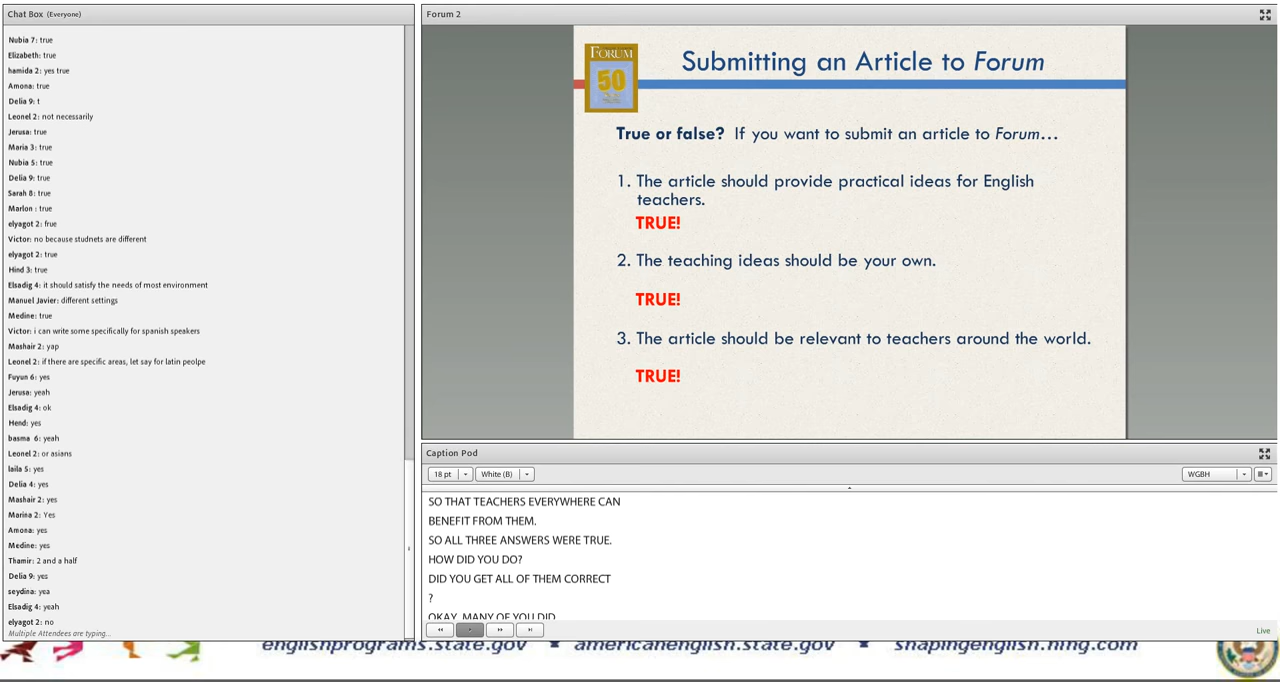 Chat Box (Everyone)
Nubia 7: true
Elizabeth: true
hamida 2: yes true
Amona: true
Delia 9: t
Leonel 2: not necessarily
Jerusa: true
Maria 3: true
Nubia 5: true
Delia 9: true
Sarah 8: true
Marlon : true
elyagot 2: frue
Victor: no because studnets are different
elyagot 2: true
Hind 3: true
Elsadig 4: it should satisfy the needs of most environment
Manuel Javier: different settings
Medine: true
Victor: i can write some specifically for spanish speakers
Mashair 2: yap
Leonel 2: if there are specific areas, let say for latin peolpe
Fuyun 6: yes
Jerusa: yeah
Elsadig 4: ok
Hend: yes
basma 6: yeah
Leonel 2: or asians
laila 5: yes
Delia 4: yes
Mashair 2: yes
Marina 2: Yes
Amona: yes
Medine: yes
Thamir: 2 and a half
Delia 9: yes
seydina: yea
Elsadig 4: yeah
elyagot 2: no
Multiple Attendees are typing...
Forum 2
FORUM
50
Submitting an Article to Forum
True or false? If you want to submit an article to Forum...
1. The article should provide practical ideas for English
teachers.
TRUE!
2. The teaching ideas should be your own.
TRUE!
3. The article should be relevant to teachers around the world.
TRUE!
Caption Pod
18 pt
White (B)
WGBH
SO THAT TEACHERS EVERYWHERE CAN
BENEFIT FROM THEM.
SO ALL THREE ANSWERS WERE TRUE.
HOW DID YOU DO?
DID YOU GET ALL OF THEM CORRECT
?
OKAY, MANY OF YOU DID
Live
englishprograms.state.gov ▪ americanenglish.state.gov ▪ shapingenglish.ning.com